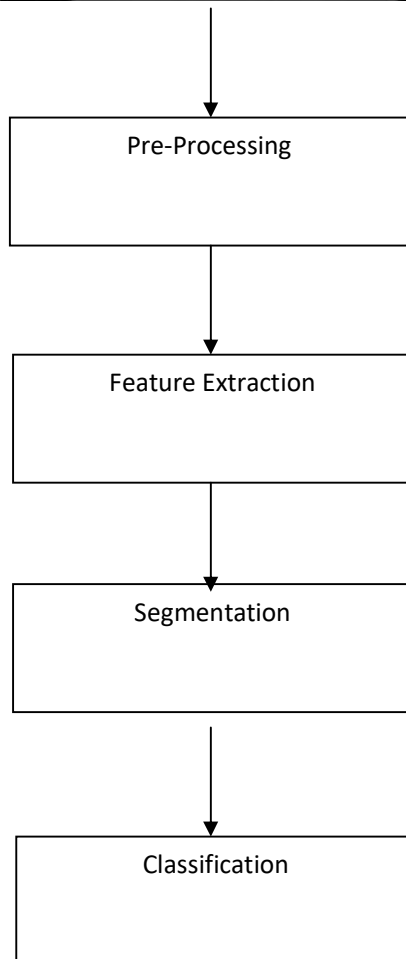 Pre-Processing
Feature Extraction
Segmentation
Classification